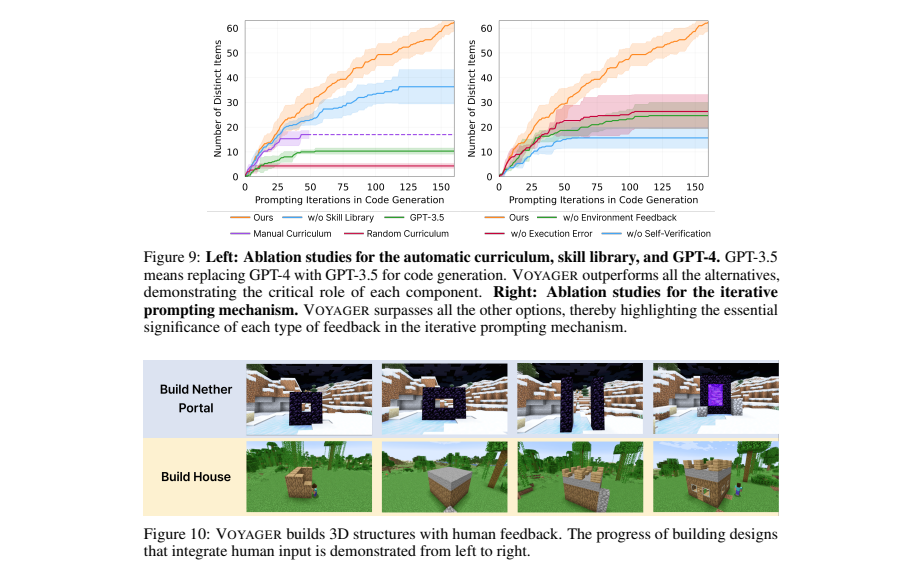 60
50
40
30
20
10
0
Number of Distinct Items
0 25 50 75 100 125 150
Prompting Iterations in Code Generation
Ours w/o Skill Library GPT-3.5
Manual Curriculum Random Curriculum
60
50
40
30
20
10
0
Number of Distinct Items
0 25 50 75 100 125 150
Prompting Iterations in Code Generation
Ours w/o Environment Feedback
w/o Execution Error w/o Self-Verification
Figure 9: Left: Ablation studies for the automatic curriculum, skill library, and GPT-4. GPT-3.5
means replacing GPT-4 with GPT-3.5 for code generation. VOYAGER outperforms all the alternatives,
demonstrating the critical role of each component. Right: Ablation studies for the iterative
prompting mechanism. VOYAGER surpasses all the other options, thereby highlighting the essential
significance of each type of feedback in the iterative prompting mechanism.
Build Nether
Portal
Build House
Figure 10: VOYAGER builds 3D structures with human feedback. The progress of building designs
that integrate human input is demonstrated from left to right.